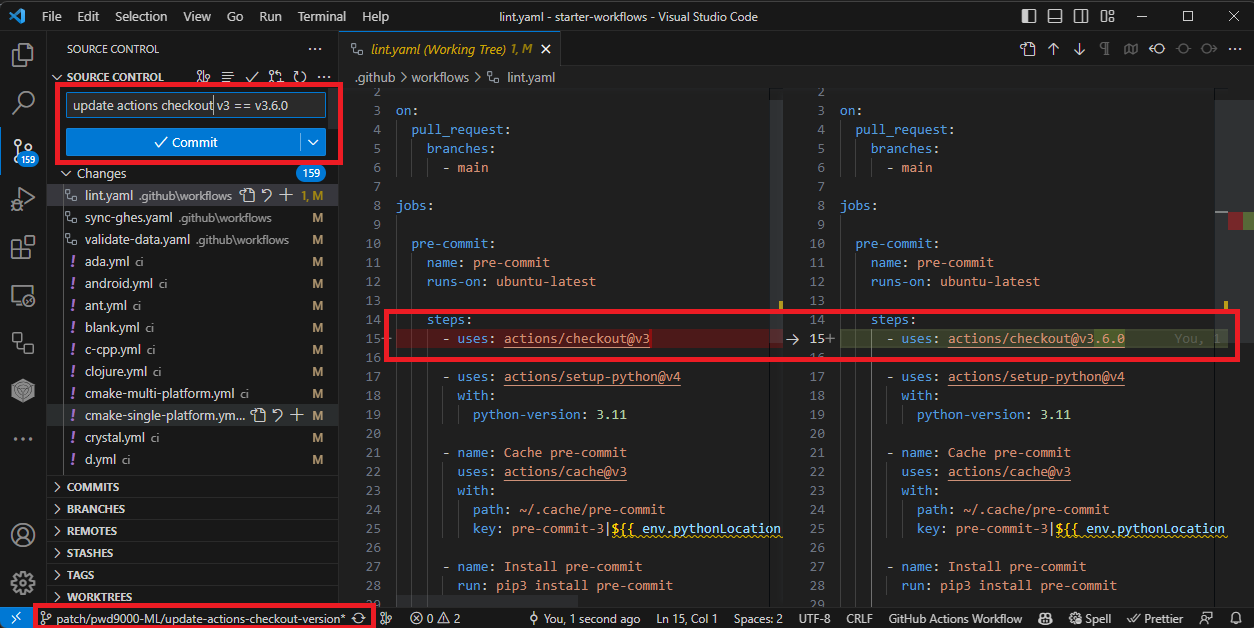 File Edit Selection View Go Run Terminal Help
lint.yaml - starter-workflows - Visual Studio Code
SOURCE CONTROL
SOURCE CONTROL
update actions checkout v3 == v3.6.0
Commit
159
Changes 159
lint.yaml .github\workflows 1, M
sync-ghes.yaml .github\workflows M
validate-data.yaml .github\workflows M
! ada.yml ci M
! android.yml ci M
! ant.yml ci M
! blank.yml ci M
! c-cpp.yml ci M
! clojure.yml ci M
! cmake-multi-platform.yml ci M
! cmake-single-platform.ym... M
! crystal.yml ci M
! d.yml ci M
COMMITS
BRANCHES
REMOTES
STASHES
TAGS
WORKTREES
lint.yaml (Working Tree) 1, M
.github > workflows > lint.yaml
2
3 on:
4 pull_request:
5 branches:
6 - main
7
8 jobs:
9
10 pre-commit:
11 name: pre-commit
12 runs-on: ubuntu-latest
13
14 steps:
15- - uses: actions/checkout@v3
16
17 - uses: actions/setup-python@v4
18 with:
19 python-version: 3.11
20
21 - name: Cache pre-commit
22 uses: actions/cache@v3
23 with:
24 path: ~/.cache/pre-commit
25 key: pre-commit-3|${{ env.pythonLocation
26
27 - name: Install pre-commit
28 run: pip3 install pre-commit
29
2
3 on:
4 pull_request:
5 branches:
6 - main
7
8 jobs:
9
10 pre-commit:
11 name: pre-commit
12 runs-on: ubuntu-latest
13
14 steps:
15+ - uses: actions/checkout@v3.6.0 You, 1
16
17 - uses: actions/setup-python@v4
18 with:
19 python-version: 3.11
20
21 - name: Cache pre-commit
22 uses: actions/cache@v3
23 with:
24 path: ~/.cache/pre-commit
25 key: pre-commit-3|${{ env.pythonLocation
26
27 - name: Install pre-commit
28 run: pip3 install pre-commit
29
patch/pwd9000-ML/update-actions-checkout-version* 0 2 You, 1 second ago Ln 15, Col 1 Spaces: 2 UTF-8 CRLF GitHub Actions Workflow Spell Prettier